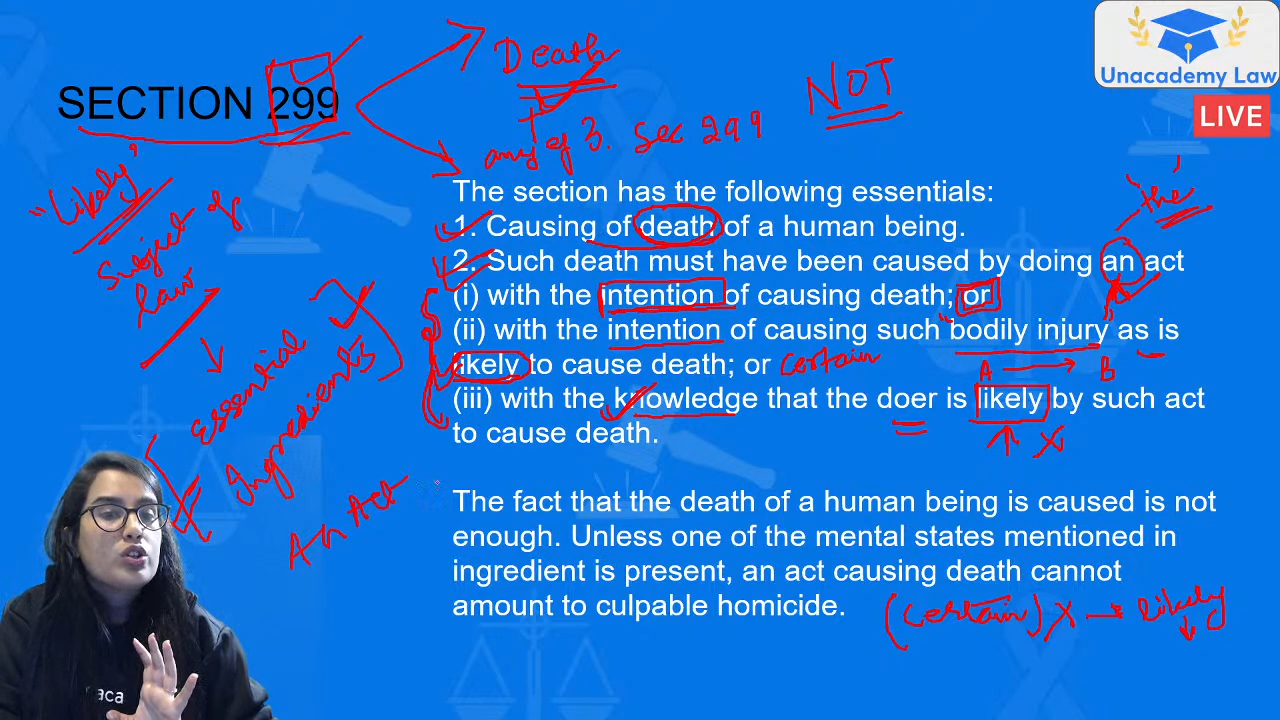 Unacademy Law
LIVE
SECTION 299
Death
NOT
any of 3. Sec 299
"Likely"
Subject of
law
Essential
Ingredients
An Act
"the"
The section has the following essentials:
1. Causing of death of a human being.
2. Such death must have been caused by doing an act
(i) with the intention of causing death; or
(ii) with the intention of causing such "bodily injury" as is
likely to cause death; or certain
A B
(iii) with the knowledge that the doer is likely by such act
to cause death.
X
The fact that the death of a human being is caused is not
enough. Unless one of the mental states mentioned in
ingredient is present, an act causing death cannot
amount to culpable homicide.
(certain) X → likely
aca